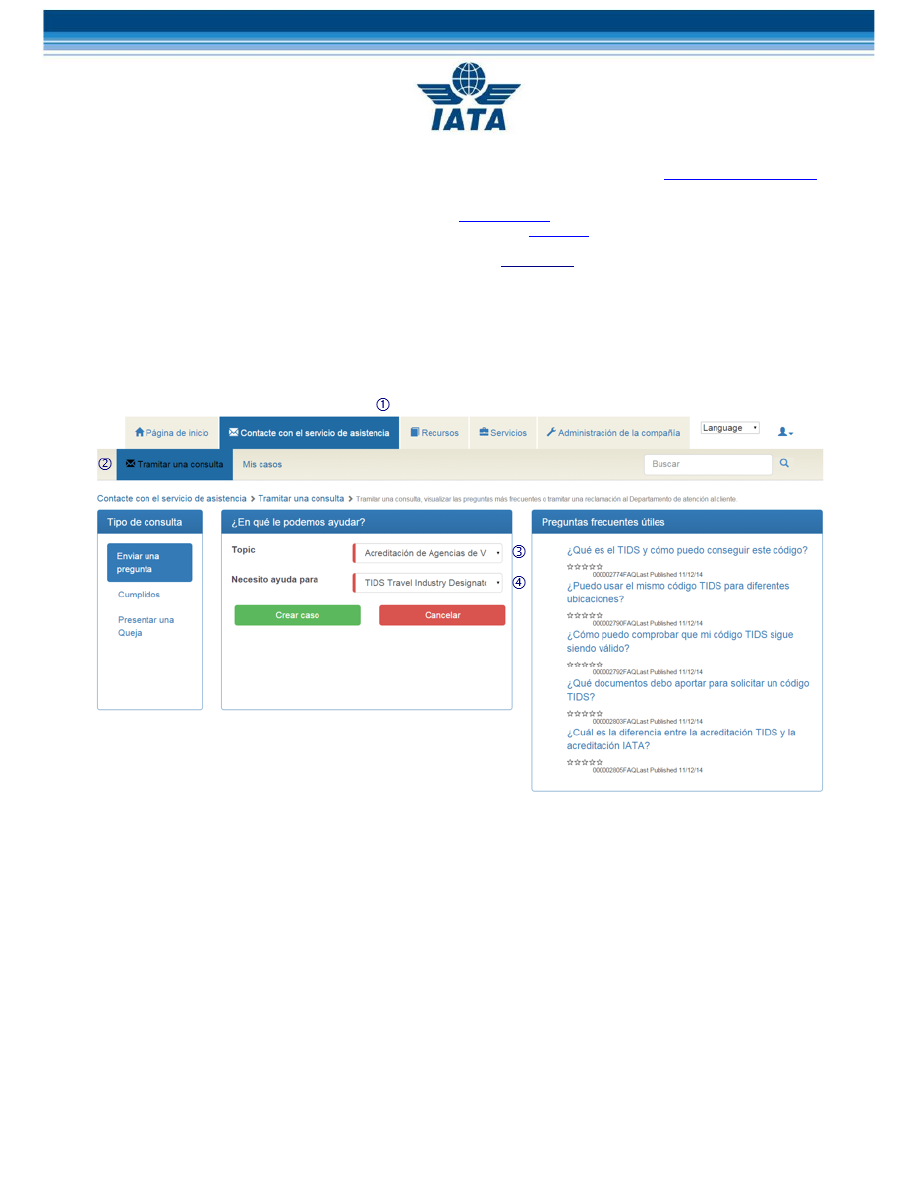 IATA
①
Página de inicio
Contacte con el servicio de asistencia
Recursos
Servicios
Administración de la compañía
Language
②
Tramitar una consulta
Mis casos
Buscar
Contacte con el servicio de asistencia > Tramitar una consulta > Tramitar una consulta, visualizar las preguntas más frecuentes o tramitar una reclamación al Departamento de atención al cliente.
Tipo de consulta
Enviar una
pregunta
Cumplidos
Presentar una
Queja
¿En qué le podemos ayudar?
Topic
Acreditación de Agencias de V
③
Necesito ayuda para
TIDS Travel Industry Designato
④
Crear caso
Cancelar
Preguntas frecuentes útiles
¿Qué es el TIDS y cómo puedo conseguir este código?
000002774FAQLast Published 11/12/14
¿Puedo usar el mismo código TIDS para diferentes
ubicaciones?
000002790FAQLast Published 11/12/14
¿Cómo puedo comprobar que mi código TIDS sigue
siendo válido?
000002792FAQLast Published 11/12/14
¿Qué documentos debo aportar para solicitar un código
TIDS?
000002803FAQLast Published 11/12/14
¿Cuál es la diferencia entre la acreditación TIDS y la
acreditación IATA?
000002805FAQLast Published 11/12/14